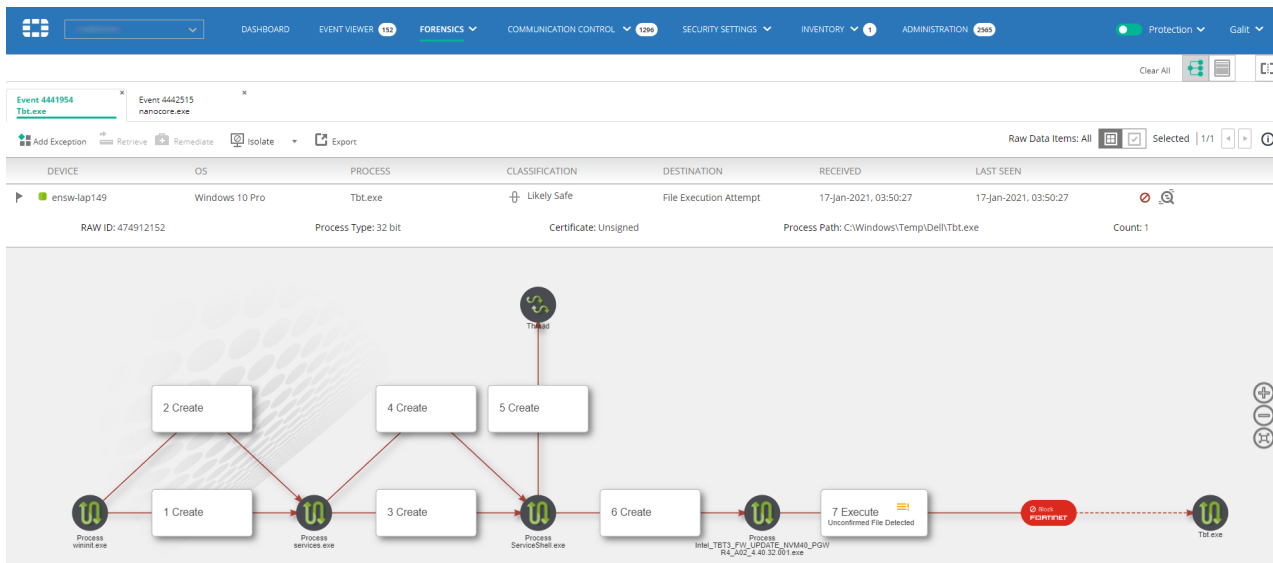 DASHBOARD
EVENT VIEWER 152
FORENSICS
COMMUNICATION CONTROL 1296
SECURITY SETTINGS
INVENTORY 1
ADMINISTRATION 2565
Protection
Galit
Clear All
Event 4441954 ×
Tbt.exe
Event 4442515 ×
nanocore.exe
Add Exception
Retrieve
Remediate
Isolate
Export
Raw Data Items: All
Selected
1/1
DEVICE OS PROCESS CLASSIFICATION DESTINATION RECEIVED LAST SEEN
ensw-lap149 Windows 10 Pro Tbt.exe Likely Safe File Execution Attempt 17-Jan-2021, 03:50:27 17-Jan-2021, 03:50:27
RAW ID: 474912152 Process Type: 32 bit Certificate: Unsigned Process Path: C:\Windows\Temp\Dell\Tbt.exe Count: 1
Thread
2 Create
4 Create
5 Create
1 Create
3 Create
6 Create
7 Execute
Unconfirmed File Detected
Block
FORTINET
Process
wininit.exe
Process
services.exe
Process
ServiceShell.exe
Process
Intel_TBT3_FW_UPDATE_NVM40_PGW
R4_A02_4.40.32.001.exe
Tbt.exe